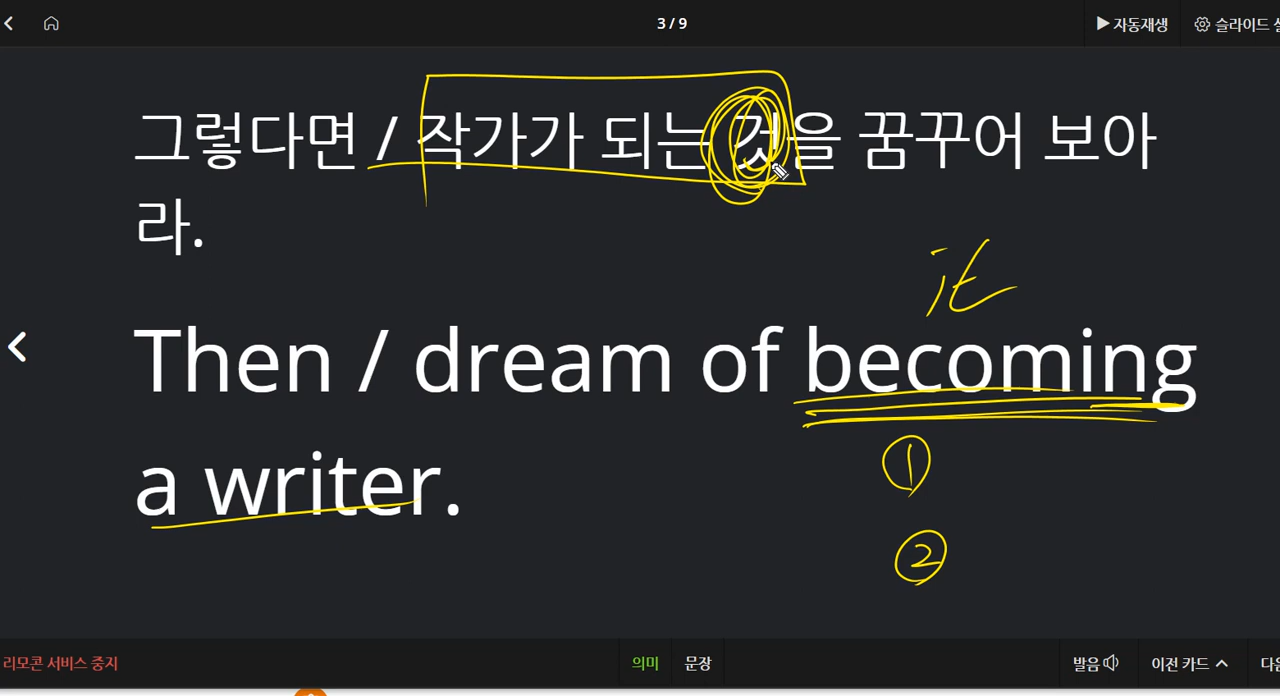 3 / 9
▶자동재생
슬라이드
그렇다면 / 작가가 되는 것을 꿈꾸어 보아
라.
it
Then / dream of becoming
a writer.
①
②
리모콘 서비스 중지
의미
문장
발음
이전 카드